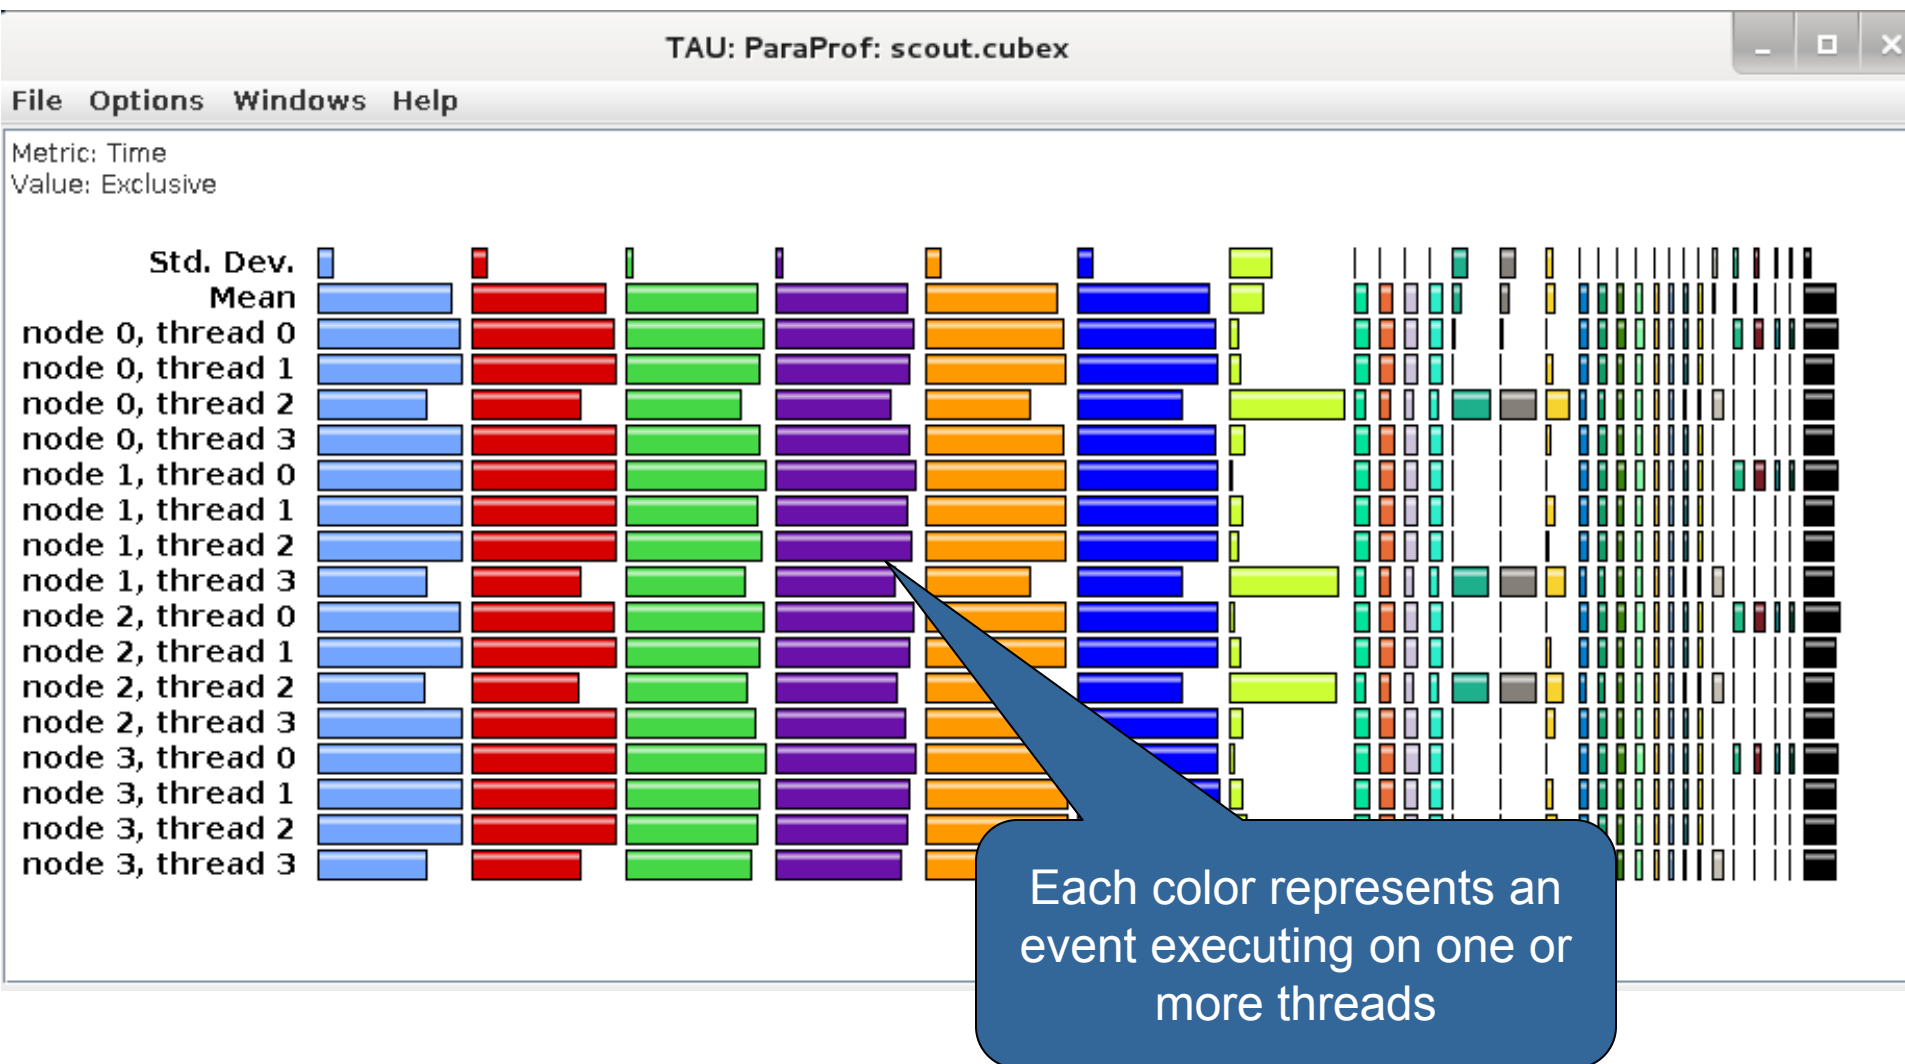 TAU: ParaProf: scout.cubex
File Options Windows Help
Metric: Time
Value: Exclusive
Std. Dev.
Mean
node 0, thread 0
node 0, thread 1
node 0, thread 2
node 0, thread 3
node 1, thread 0
node 1, thread 1
node 1, thread 2
node 1, thread 3
node 2, thread 0
node 2, thread 1
node 2, thread 2
node 2, thread 3
node 3, thread 0
node 3, thread 1
node 3, thread 2
node 3, thread 3
Each color represents an
event executing on one or
more threads